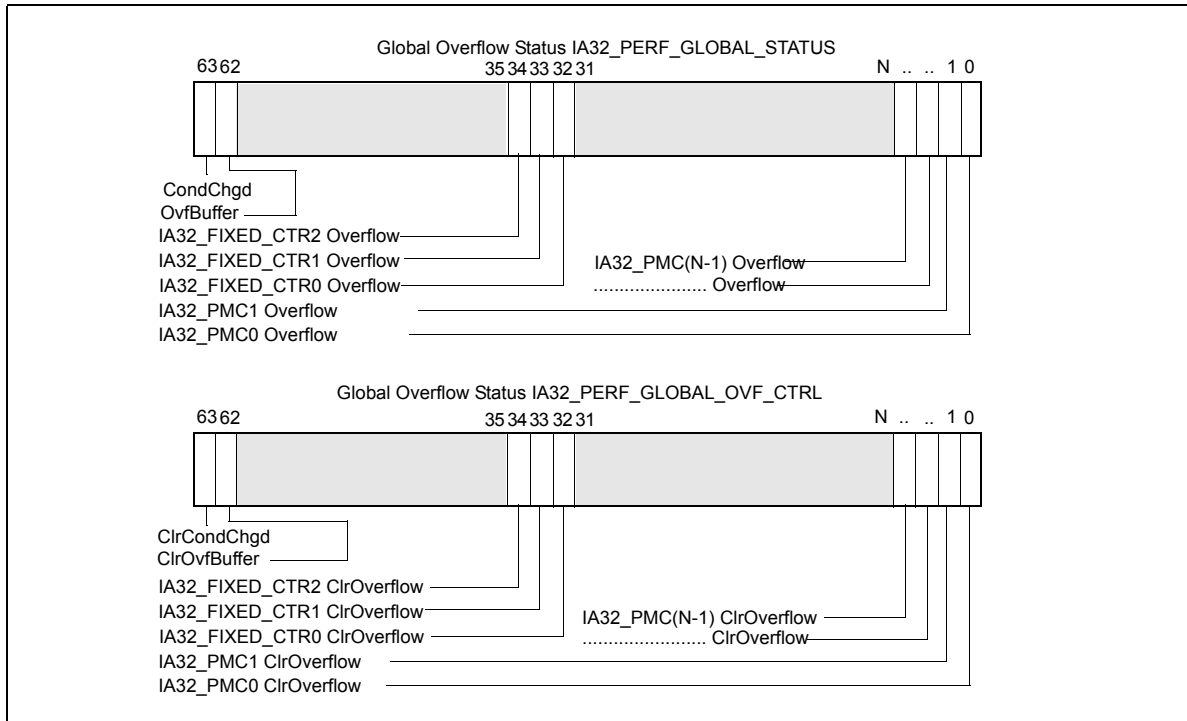 Global Overflow Status IA32_PERF_GLOBAL_STATUS
63 62 35 34 33 32 31 N .. .. 1 0
CondChgd
OvfBuffer
IA32_FIXED_CTR2 Overflow
IA32_FIXED_CTR1 Overflow
IA32_FIXED_CTR0 Overflow
IA32_PMC1 Overflow
IA32_PMC0 Overflow
IA32_PMC(N-1) Overflow
...................... Overflow
Global Overflow Status IA32_PERF_GLOBAL_OVF_CTRL
63 62 35 34 33 32 31 N .. .. 1 0
ClrCondChgd
ClrOvfBuffer
IA32_FIXED_CTR2 ClrOverflow
IA32_FIXED_CTR1 ClrOverflow
IA32_FIXED_CTR0 ClrOverflow
IA32_PMC1 ClrOverflow
IA32_PMC0 ClrOverflow
IA32_PMC(N-1) ClrOverflow
........................ ClrOverflow